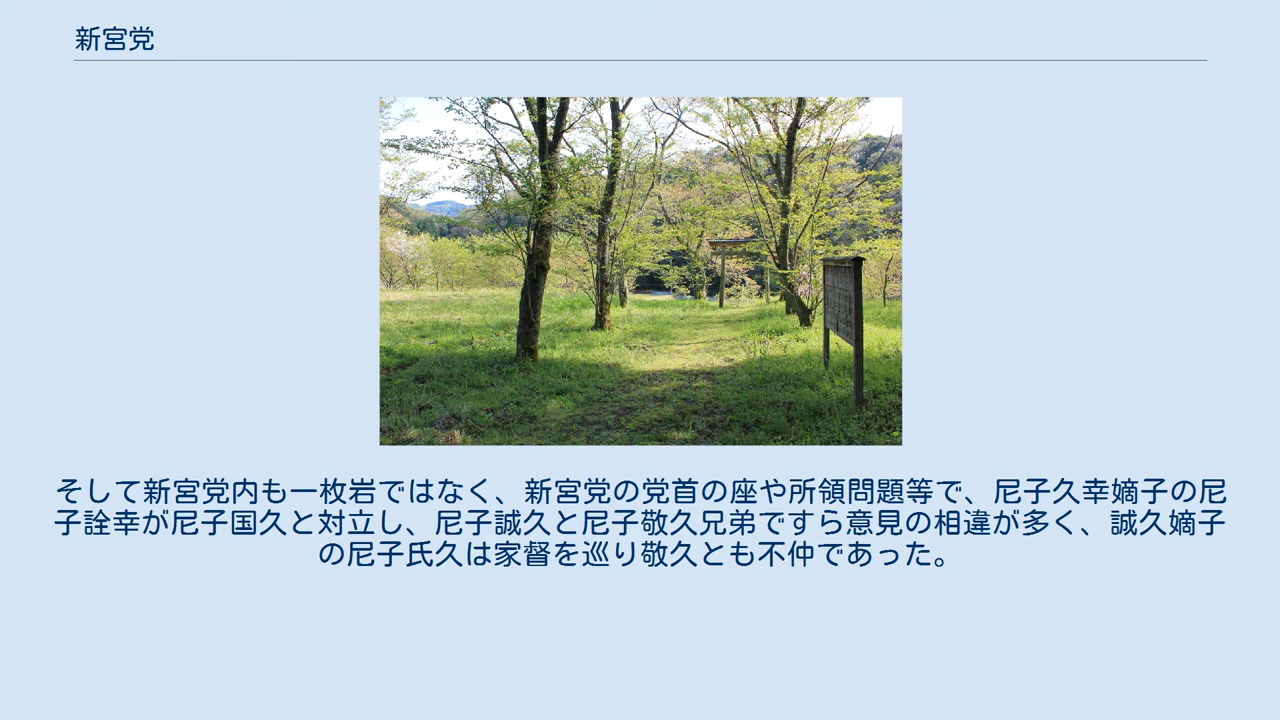 新宮党
そして新宮党内も一枚岩ではなく、新宮党の党首の座や所領問題等で、尼子久幸嫡子の尼
子詮幸が尼子国久と対立し、尼子誠久と尼子敬久兄弟ですら意見の相違が多く、誠久嫡子
の尼子氏久は家督を巡り敬久とも不仲であった。